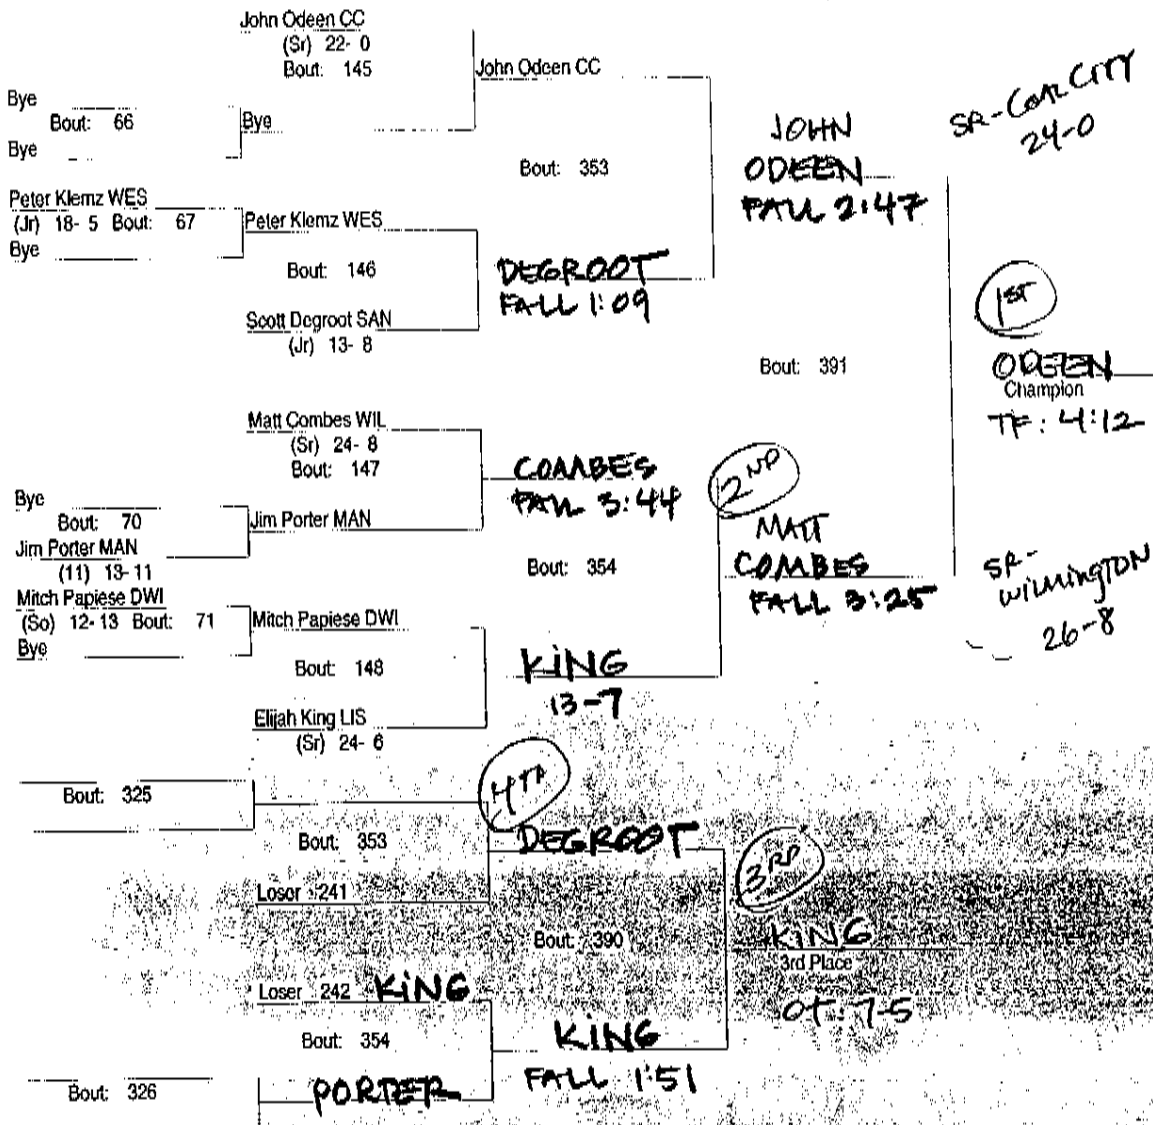 John Odeen CC
(Sr) 22- 0
Bout: 145
John Odeen CC
Bye
Bout: 66
Bye
Bye
JOHN
ODEEN
FALL 2:47
SR-COAL CITY
24-0
Bout: 353
Peter Klemz WES
(Jr) 18- 5 Bout: 67
Bye
Peter Klemz WES
Bout: 146
DEGROOT
FALL 1:09
Scott Degroot SAN
(Jr) 13- 8
1ST
Bout: 391
ODEEN
Champion
TF: 4:12
Matt Combes WIL
(Sr) 24- 8
Bout: 147
COMBES
FALL 3:44
2ND
Bye
Bout: 70
Jim Porter MAN
Jim Porter MAN
(11) 13-11
MATT
COMBES
FALL 3:25
Bout: 354
SR-
WILMINGTON
26-8
Mitch Papiese DWI
(So) 12- 13 Bout: 71
Bye
Mitch Papiese DWI
Bout: 148
KING
13-7
Elijah King LIS
(Sr) 24- 6
4TH
Bout: 325
Bout: 353
DEGROOT
Loser 241
3RD
Bout: 390
KING
3rd Place
OT: 7-5
Loser 242 KING
Bout: 354
KING
FALL 1:51
Bout: 326
PORTER